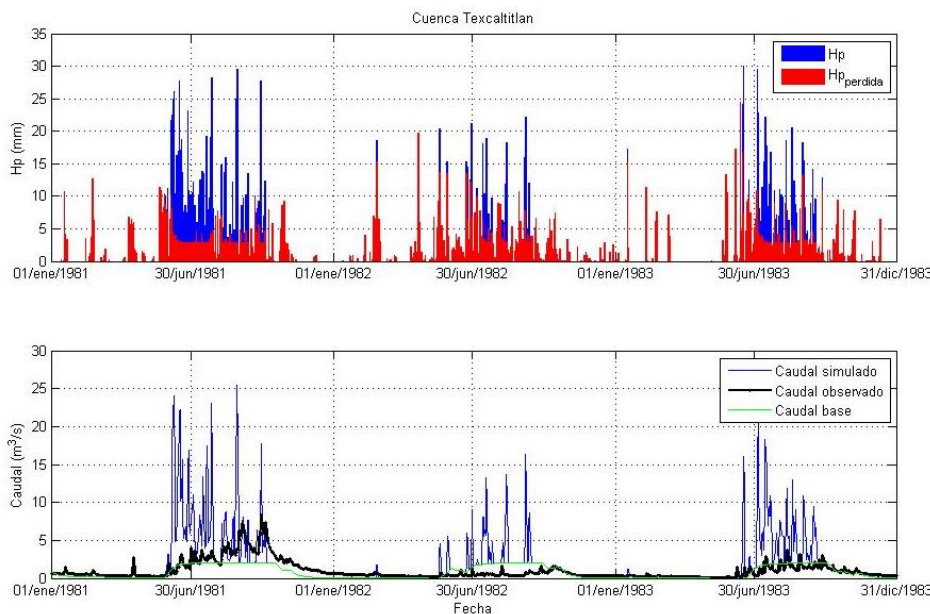 Cuenca Texcaltitlan
35
30
25
20
15
10
5
0
Hp (mm)
Hp
Hp perdida
01/ene/1981 30/jun/1981 01/ene/1982 30/jun/1982 01/ene/1983 30/jun/1983 31/dic/1983
30
25
20
15
10
5
0
Caudal (m³/s)
Caudal simulado
Caudal observado
Caudal base
01/ene/1981 30/jun/1981 01/ene/1982 30/jun/1982 01/ene/1983 30/jun/1983 31/dic/1983
Fecha